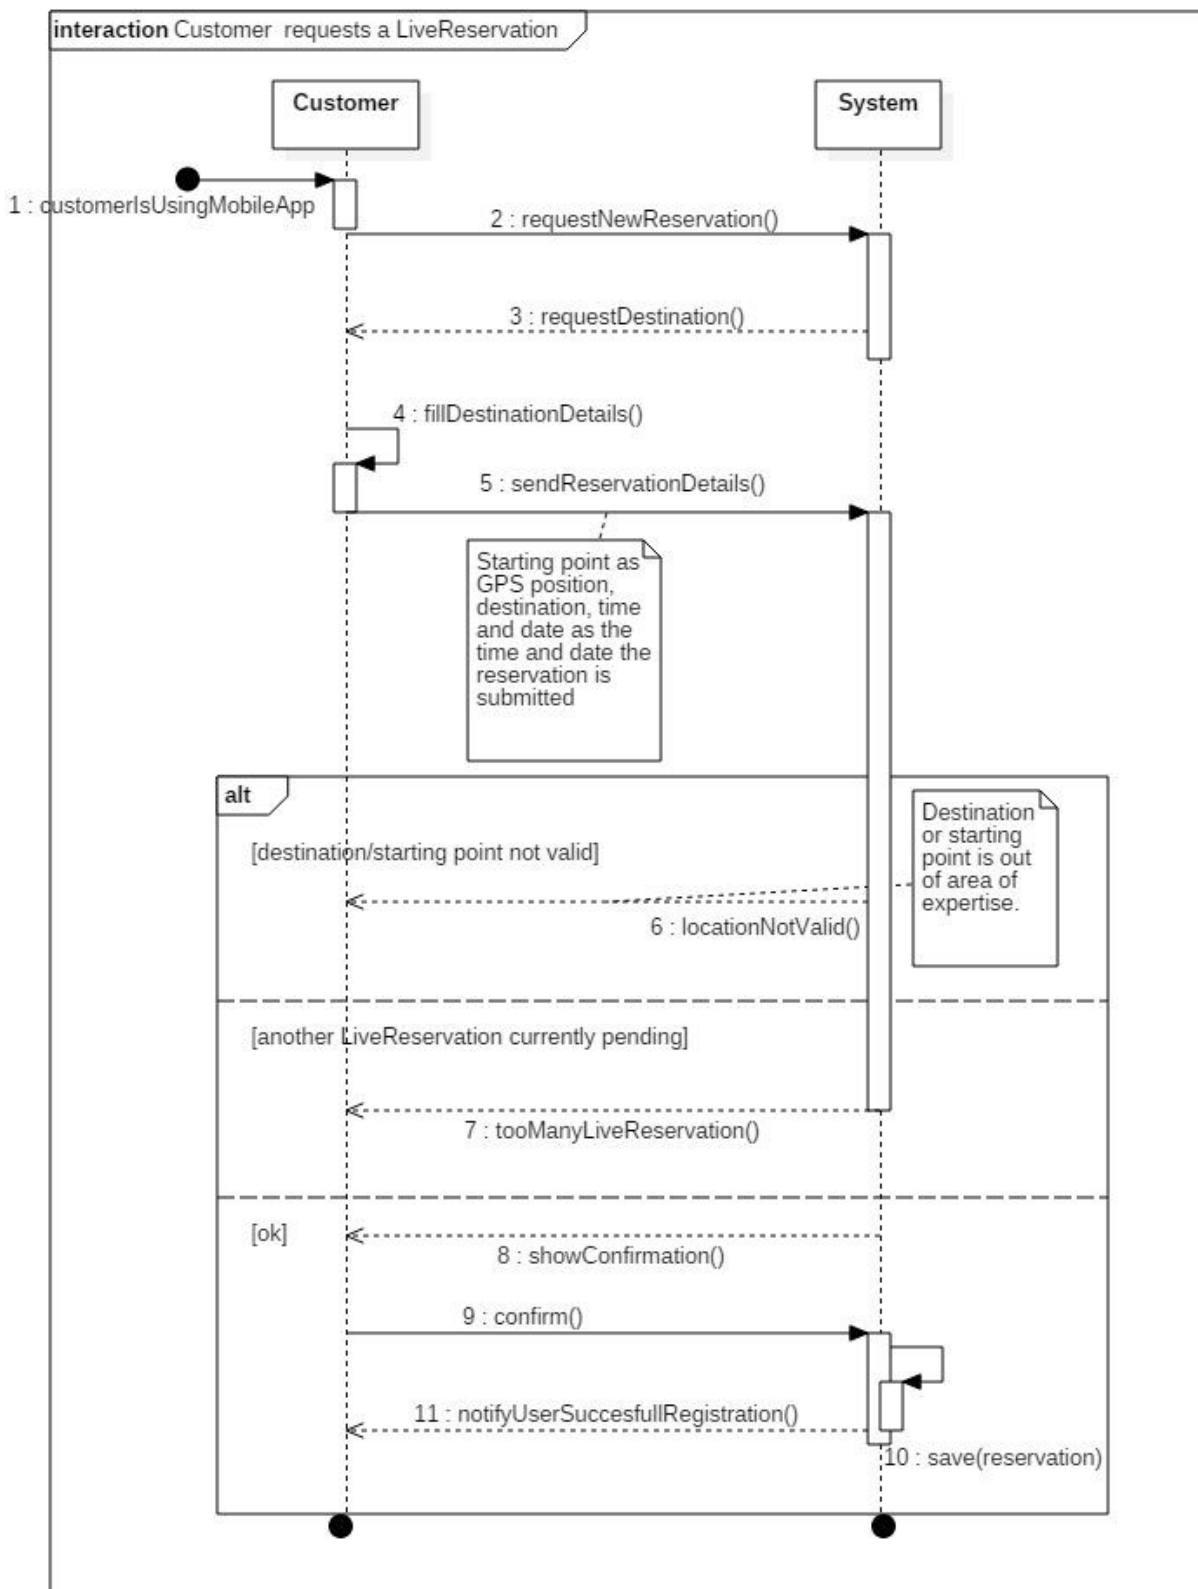 interaction Customer  requests a LiveReservation
Customer
System
1 : customerIsUsingMobileApp
2 : requestNewReservation()
3 : requestDestination()
4 : fillDestinationDetails()
5 : sendReservationDetails()
Starting point as
GPS position,
destination, time
and date as the
time and date the
reservation is
submitted
alt
Destination
or starting
point is out
of area of
expertise.
[destination/starting point not valid]
6 : locationNotValid()
[another LiveReservation currently pending]
7 : tooManyLiveReservation()
[ok]
8 : showConfirmation()
9 : confirm()
11 : notifyUserSuccesfullRegistration()
10 : save(reservation)